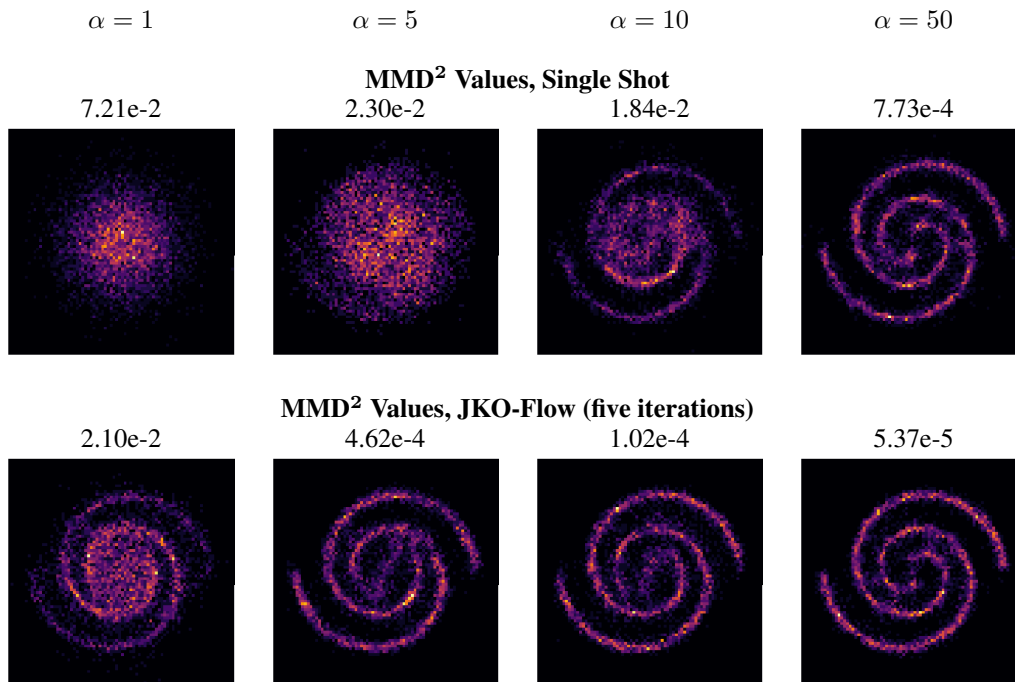 α = 1 α = 5 α = 10 α = 50
MMD² Values, Single Shot
7.21e-2 2.30e-2 1.84e-2 7.73e-4
MMD² Values, JKO-Flow (five iterations)
2.10e-2 4.62e-4 1.02e-4 5.37e-5